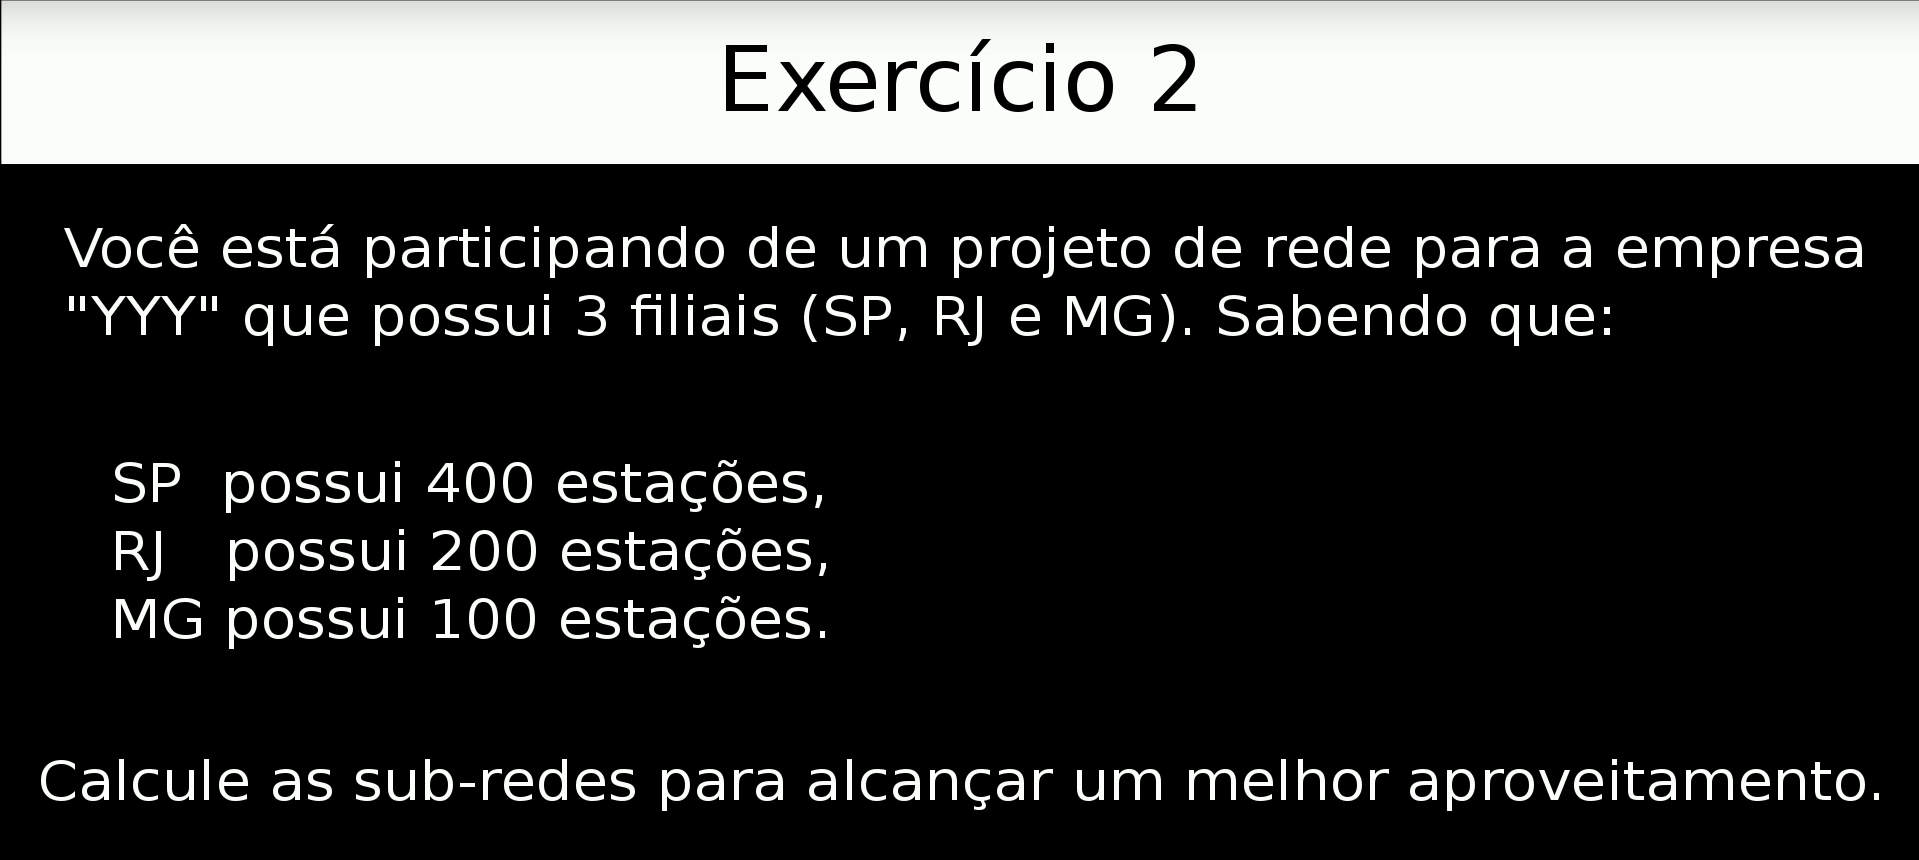 Exercício 2
Você está participando de um projeto de rede para a empresa
"YYY" que possui 3 filiais (SP, RJ e MG). Sabendo que:
SP possui 400 estações,
RJ possui 200 estações,
MG possui 100 estações.
Calcule as sub-redes para alcançar um melhor aproveitamento.